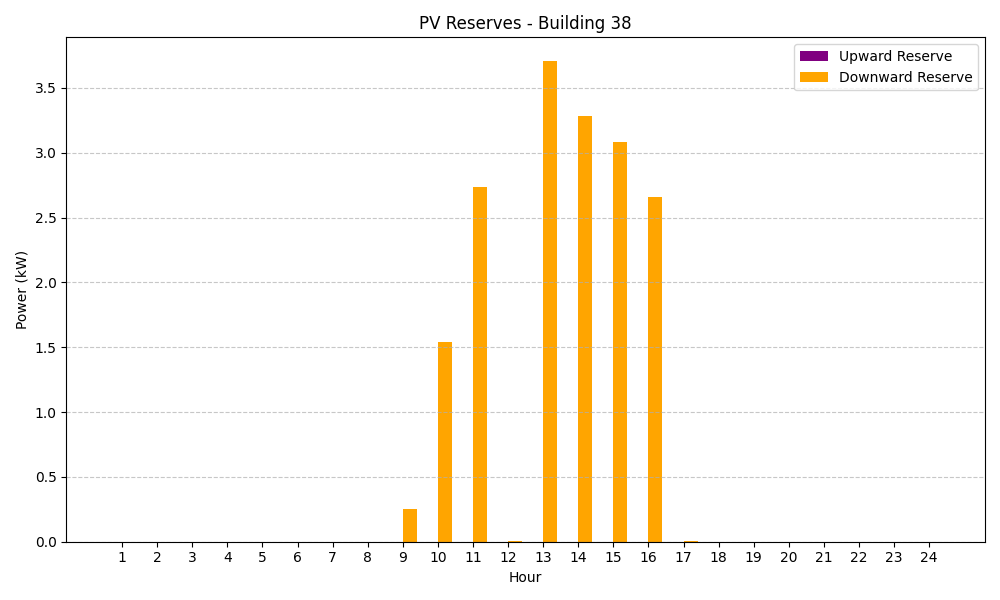 PV Reserves - Building 38
Upward Reserve
Downward Reserve
Power (kW)
3.5
3.0
2.5
2.0
1.5
1.0
0.5
0.0
1 2 3 4 5 6 7 8 9 10 11 12 13 14 15 16 17 18 19 20 21 22 23 24
Hour